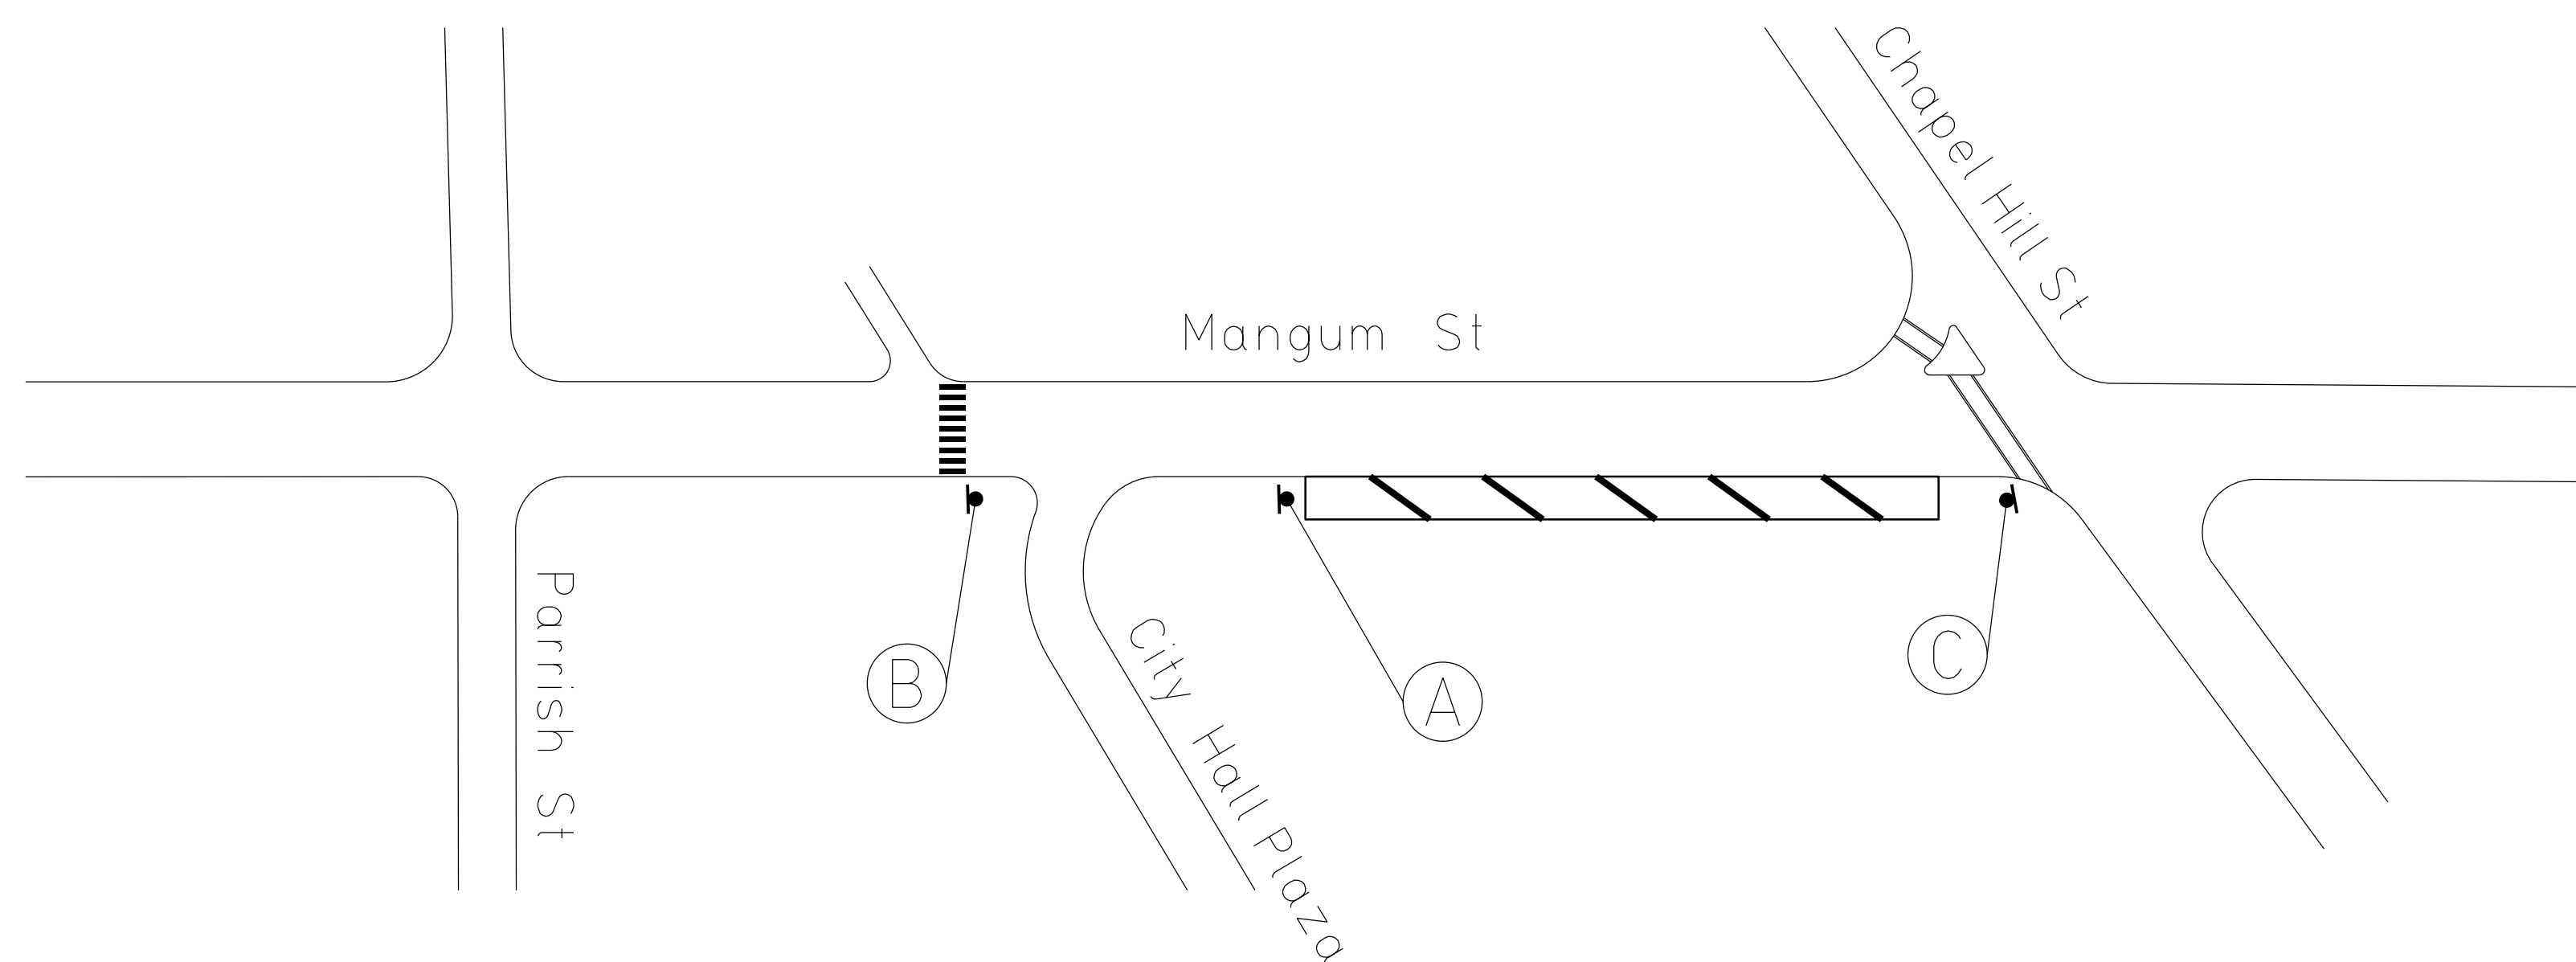 Chapel Hill St
Mangum St
Parrish St
City Hall Plaza
B
A
C